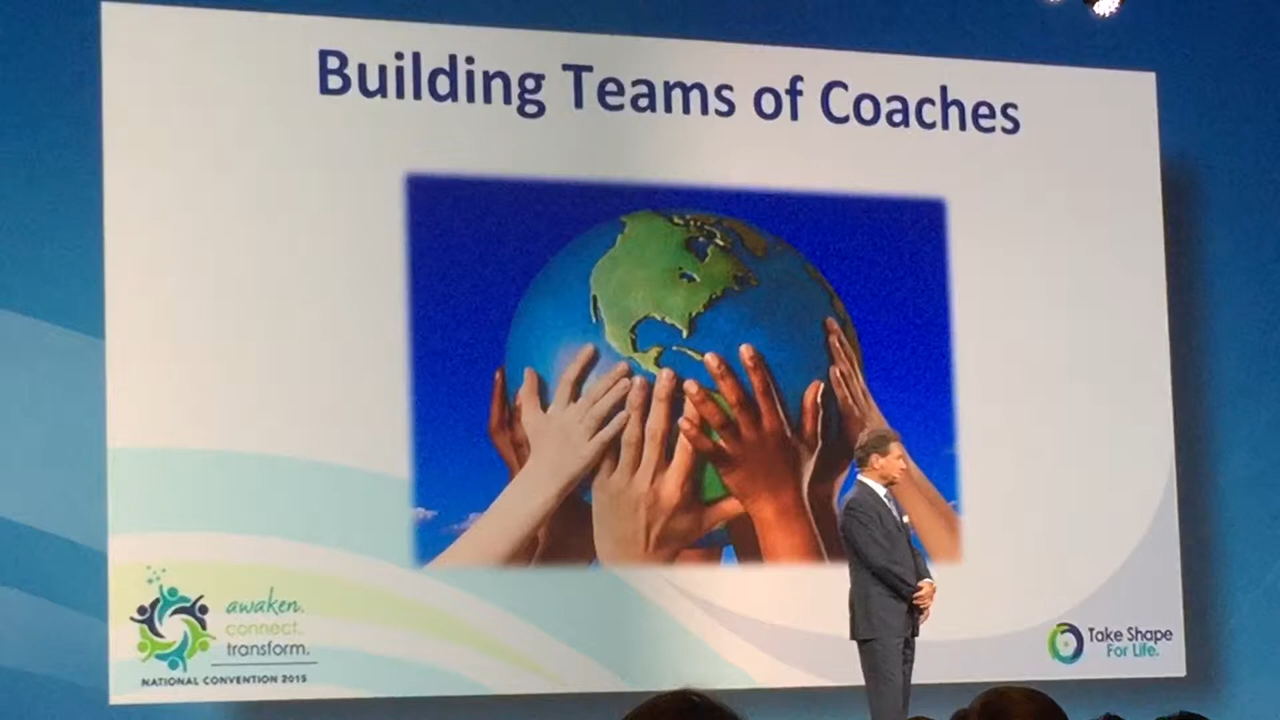 Building Teams of Coaches
awaken.
connect.
transform.
NATIONAL CONVENTION 2015
Take Shape
For Life.